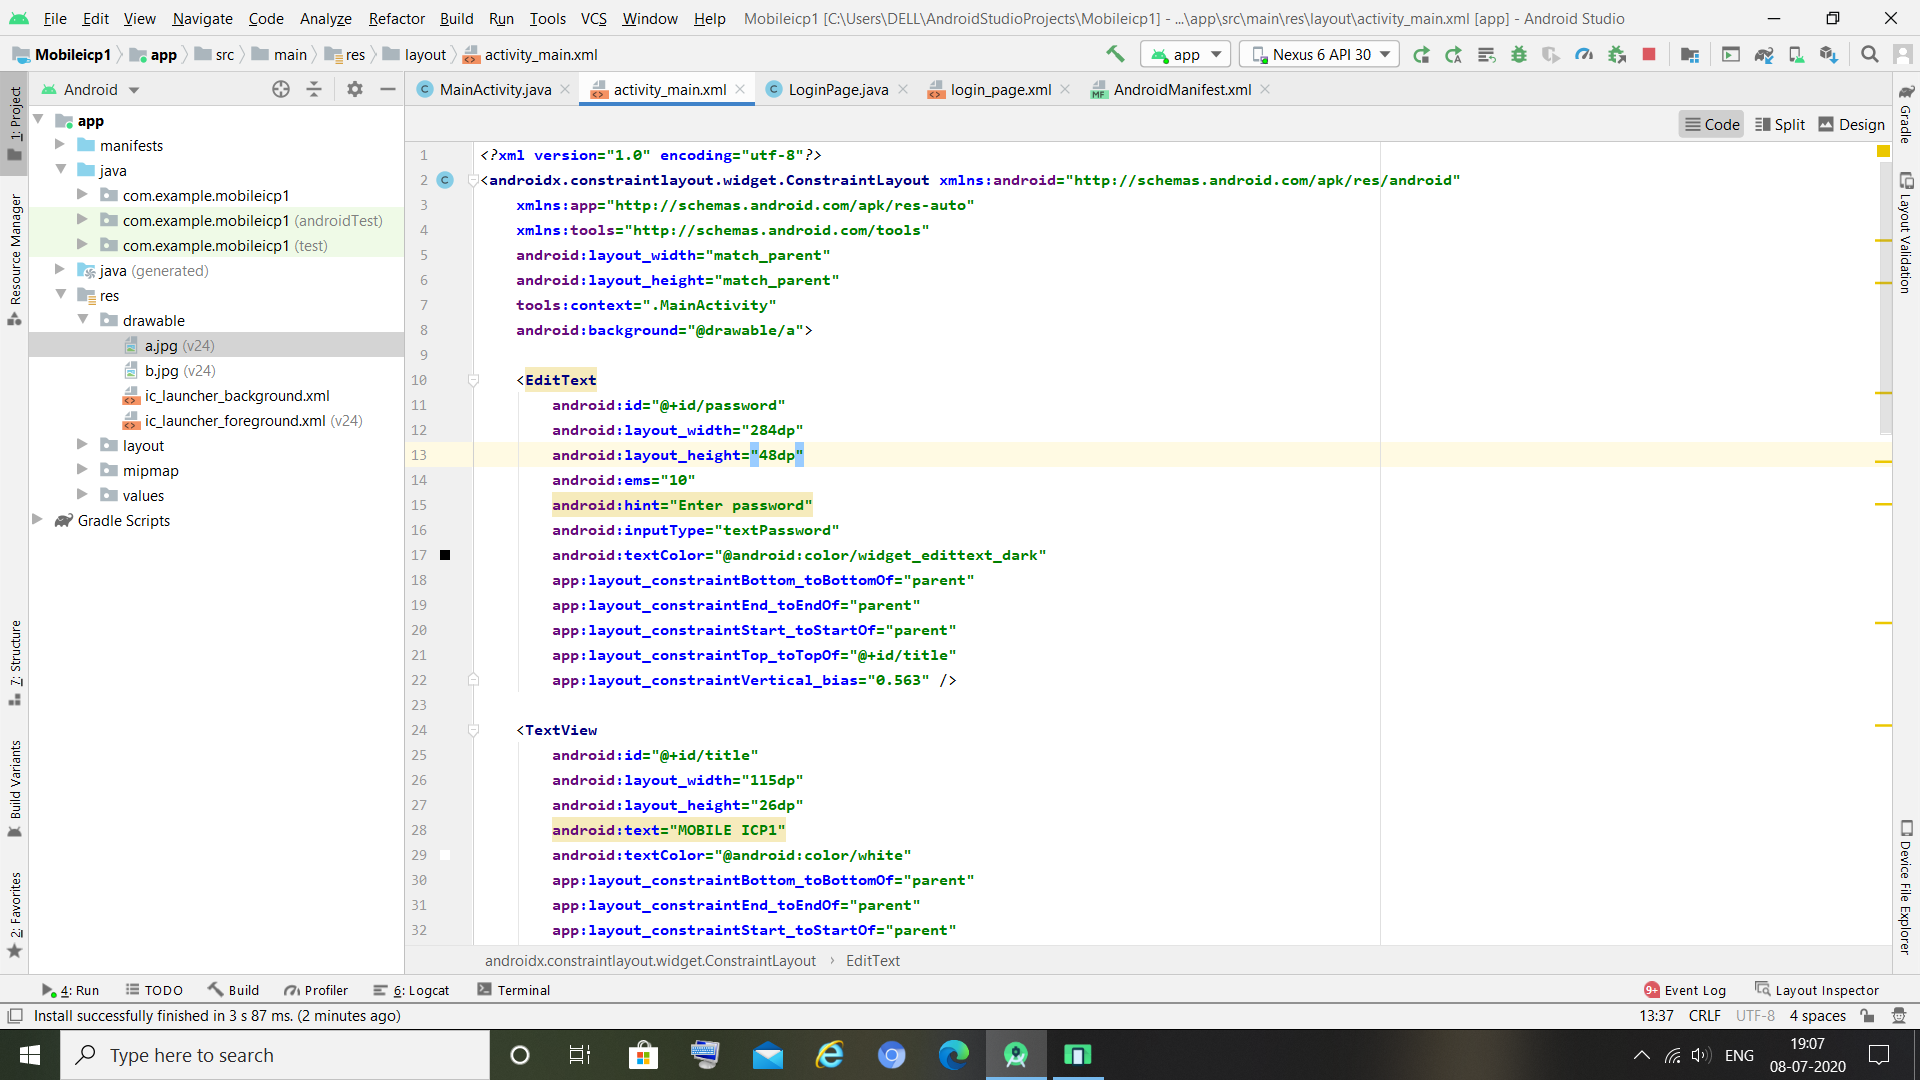 File Edit View Navigate Code Analyze Refactor Build Run Tools VCS Window Help Mobileicp1 [C:\Users\DELL\AndroidStudioProjects\Mobileicp1] - ...\app\src\main\res\layout\activity_main.xml [app] - Android Studio
Mobileicp1 app src main res layout activity_main.xml app Nexus 6 API 30
Android
MainActivity.java activity_main.xml LoginPage.java login_page.xml AndroidManifest.xml
Code Split Design
1: Project
Resource Manager
7: Structure
Build Variants
2: Favorites
app
manifests
java
com.example.mobileicp1
com.example.mobileicp1 (androidTest)
com.example.mobileicp1 (test)
java (generated)
res
drawable
a.jpg (v24)
b.jpg (v24)
ic_launcher_background.xml
ic_launcher_foreground.xml (v24)
layout
mipmap
values
Gradle Scripts
1 <?xml version="1.0" encoding="utf-8"?>
2 <androidx.constraintlayout.widget.ConstraintLayout xmlns:android="http://schemas.android.com/apk/res/android"
3 xmlns:app="http://schemas.android.com/apk/res-auto"
4 xmlns:tools="http://schemas.android.com/tools"
5 android:layout_width="match_parent"
6 android:layout_height="match_parent"
7 tools:context=".MainActivity"
8 android:background="@drawable/a">
9
10 <EditText
11 android:id="@+id/password"
12 android:layout_width="284dp"
13 android:layout_height="48dp"
14 android:ems="10"
15 android:hint="Enter password"
16 android:inputType="textPassword"
17 android:textColor="@android:color/widget_edittext_dark"
18 app:layout_constraintBottom_toBottomOf="parent"
19 app:layout_constraintEnd_toEndOf="parent"
20 app:layout_constraintStart_toStartOf="parent"
21 app:layout_constraintTop_toTopOf="@+id/title"
22 app:layout_constraintVertical_bias="0.563" />
23
24 <TextView
25 android:id="@+id/title"
26 android:layout_width="115dp"
27 android:layout_height="26dp"
28 android:text="MOBILE ICP1"
29 android:textColor="@android:color/white"
30 app:layout_constraintBottom_toBottomOf="parent"
31 app:layout_constraintEnd_toEndOf="parent"
32 app:layout_constraintStart_toStartOf="parent"
androidx.constraintlayout.widget.ConstraintLayout › EditText
Gradle
Layout Validation
Device File Explorer
4: Run TODO Build Profiler 6: Logcat Terminal 9+ Event Log Layout Inspector
Install successfully finished in 3 s 87 ms. (2 minutes ago) 13:37 CRLF UTF-8 4 spaces
Type here to search ENG 19:07
08-07-2020